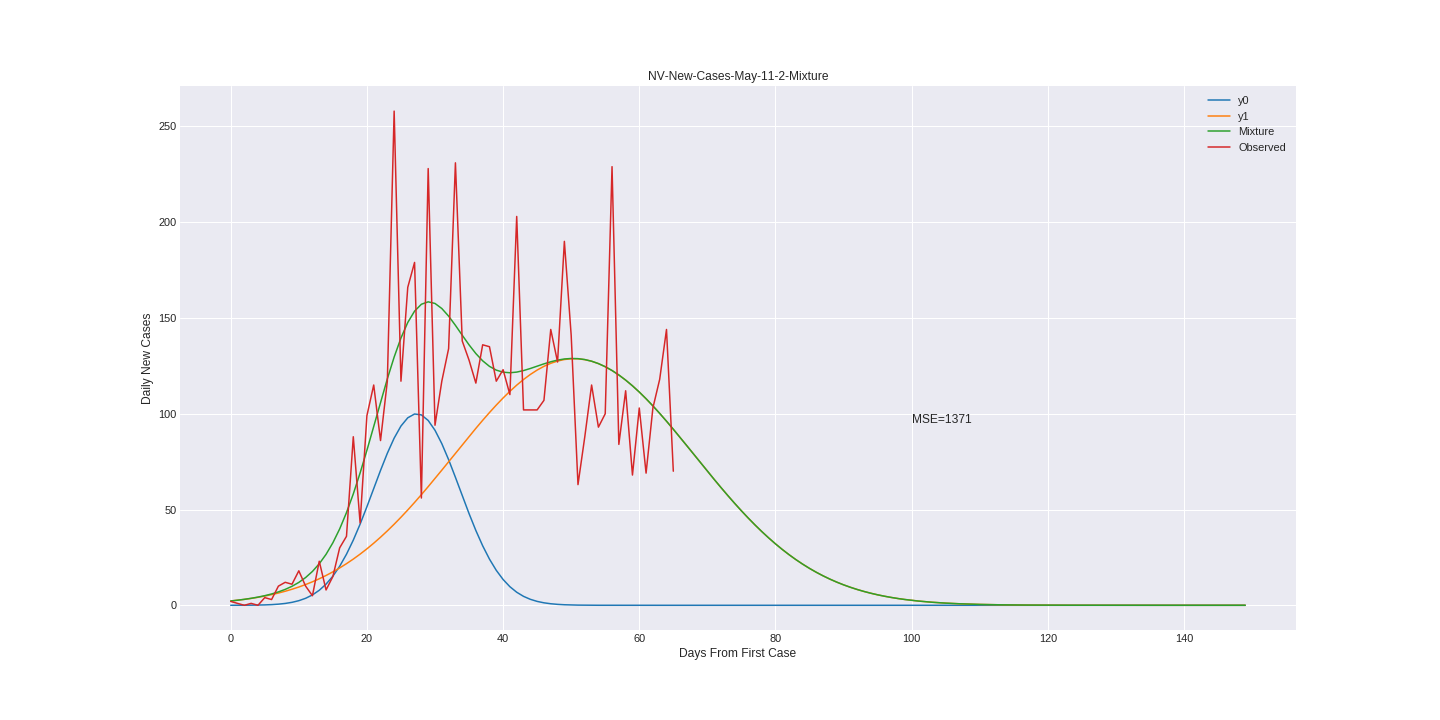 NV-New-Cases-May-11-2-Mixture
y0
y1
Mixture
Observed
250
200
150
100
50
0
Daily New Cases
MSE=1371
0 20 40 60 80 100 120 140
Days From First Case